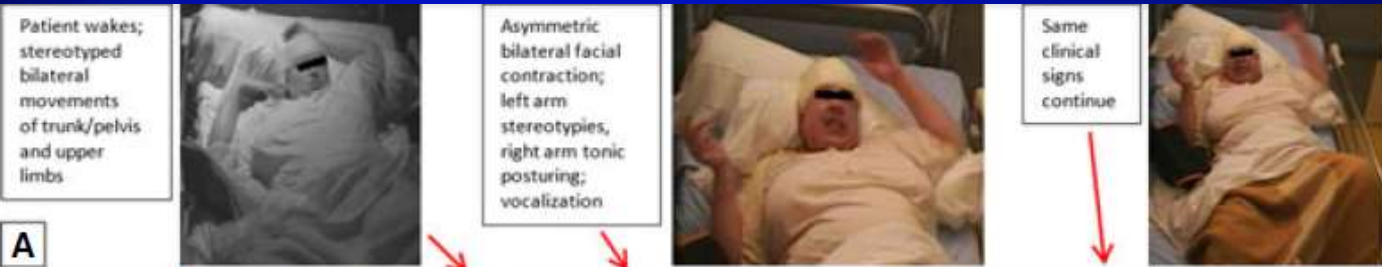 Patient wakes;
stereotyped
bilateral
movements
of trunk/pelvis
and upper
limbs
Asymmetric
bilateral facial
contraction;
left arm
stereotypies,
right arm tonic
posturing;
vocalization
Same
clinical
signs
continue
A